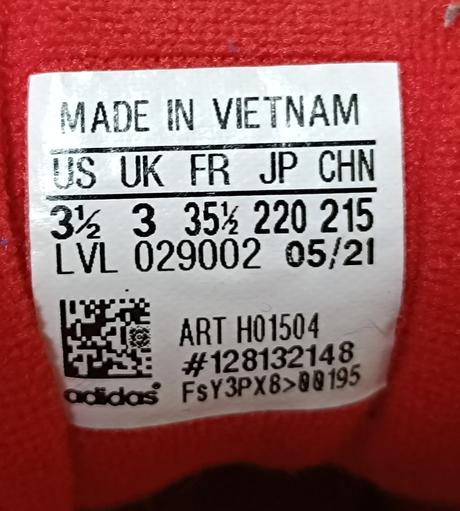 MADE IN VIETNAM
US UK FR JP CHN
3½ 3 35½ 220 215
LVL 029002 05/21
ART H01504
#128132148
FsY3PX8>00195
adidas